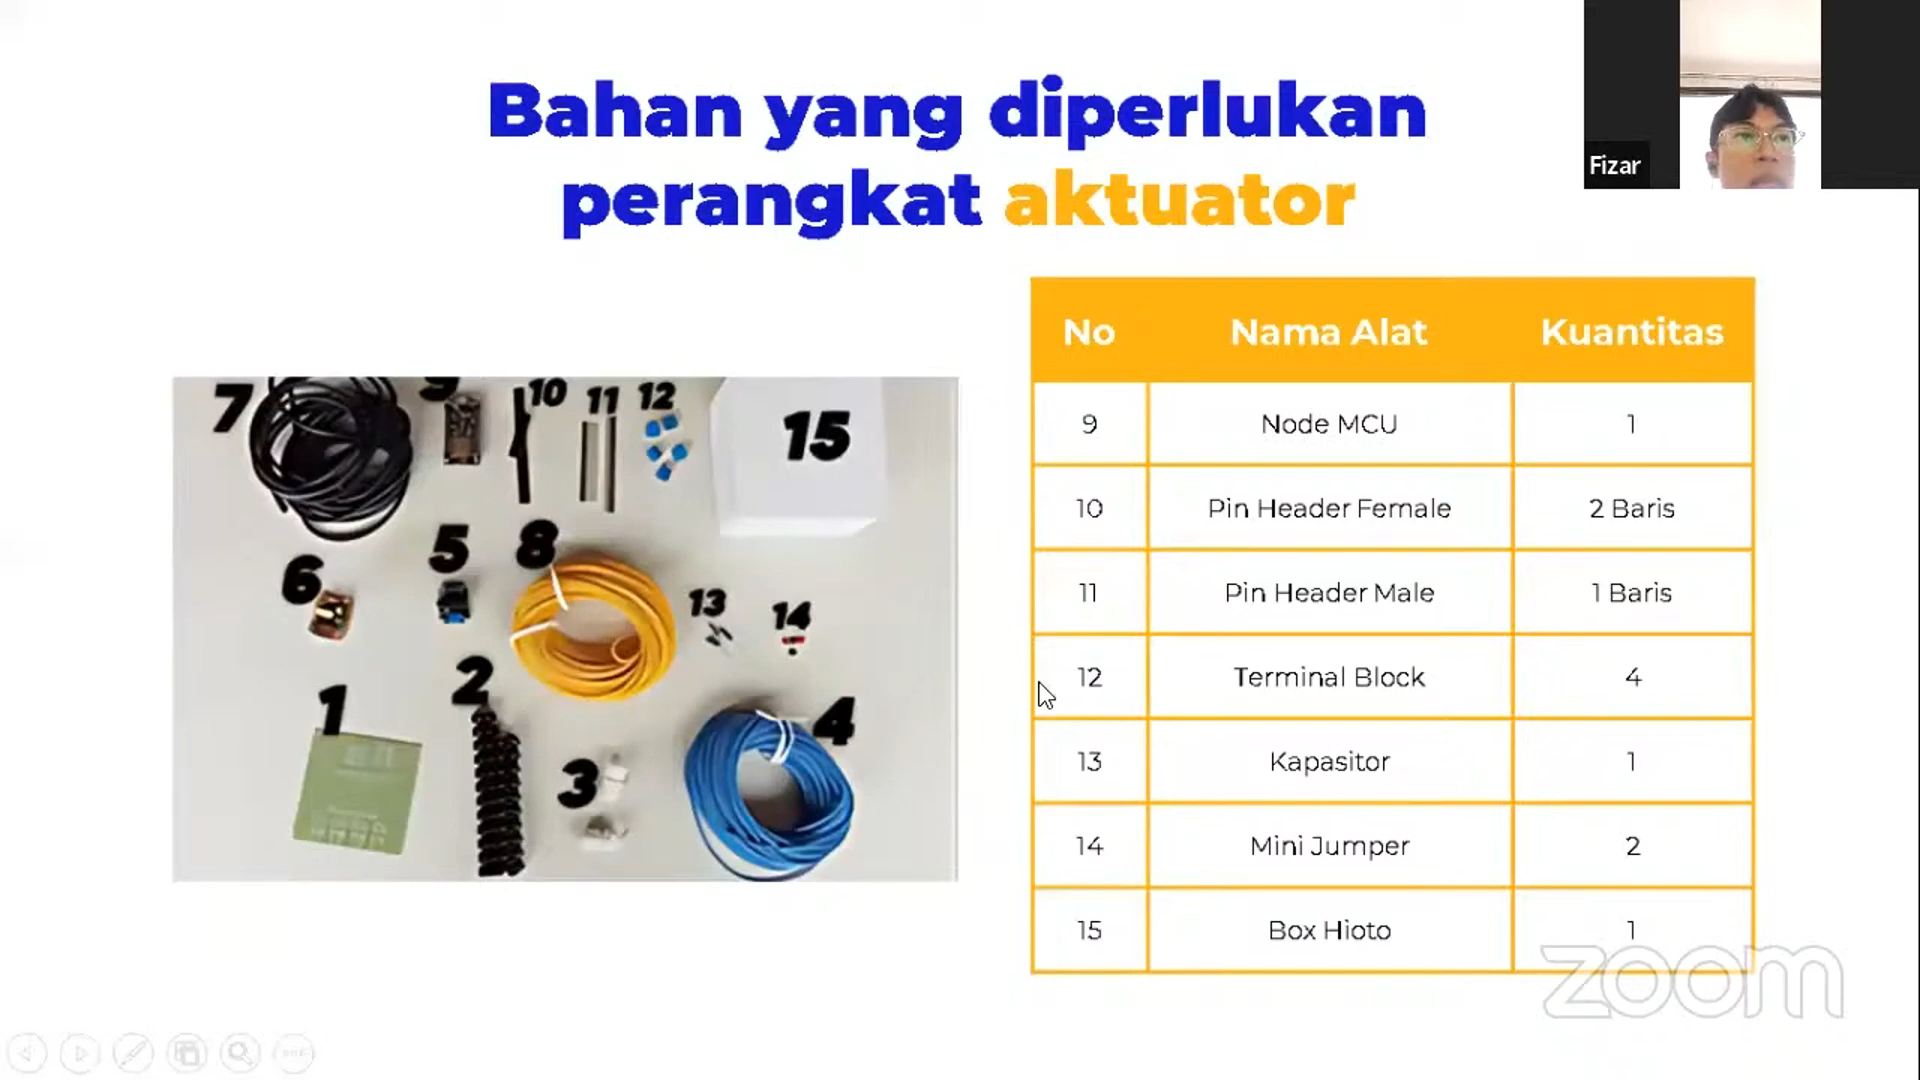 Bahan yang diperlukan
perangkat aktuator
Fizar
No Nama Alat Kuantitas
9 Node MCU 1
10 Pin Header Female 2 Baris
11 Pin Header Male 1 Baris
12 Terminal Block 4
13 Kapasitor 1
14 Mini Jumper 2
15 Box Hioto 1
7
9
10
11
12
15
6
5
8
13
14
1
2
3
4
zoom